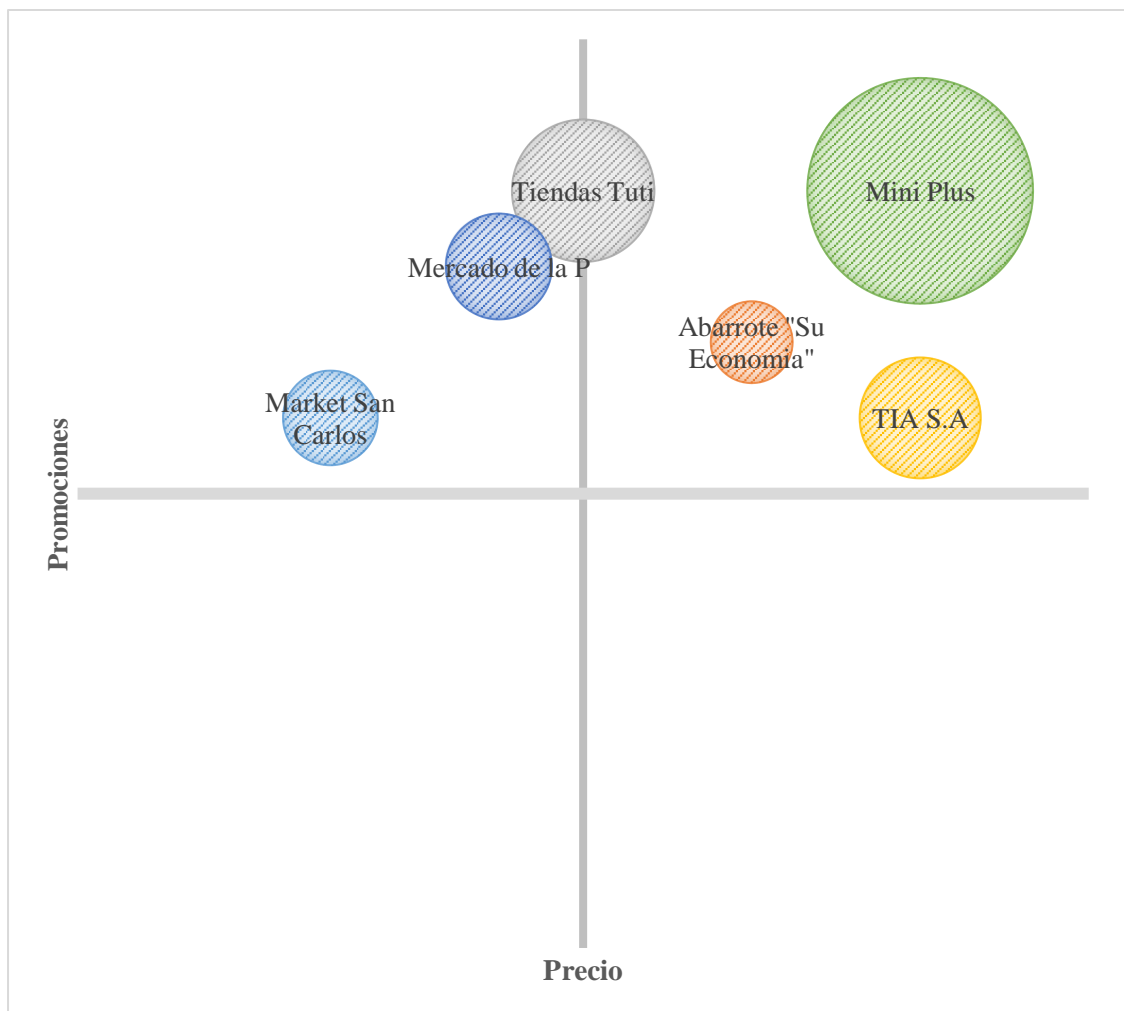 Tiendas Tuti
Mini Plus
Mercado de la P
Abarrote "Su
Economia"
Market San
Carlos
TIA S.A
Promociones
Precio